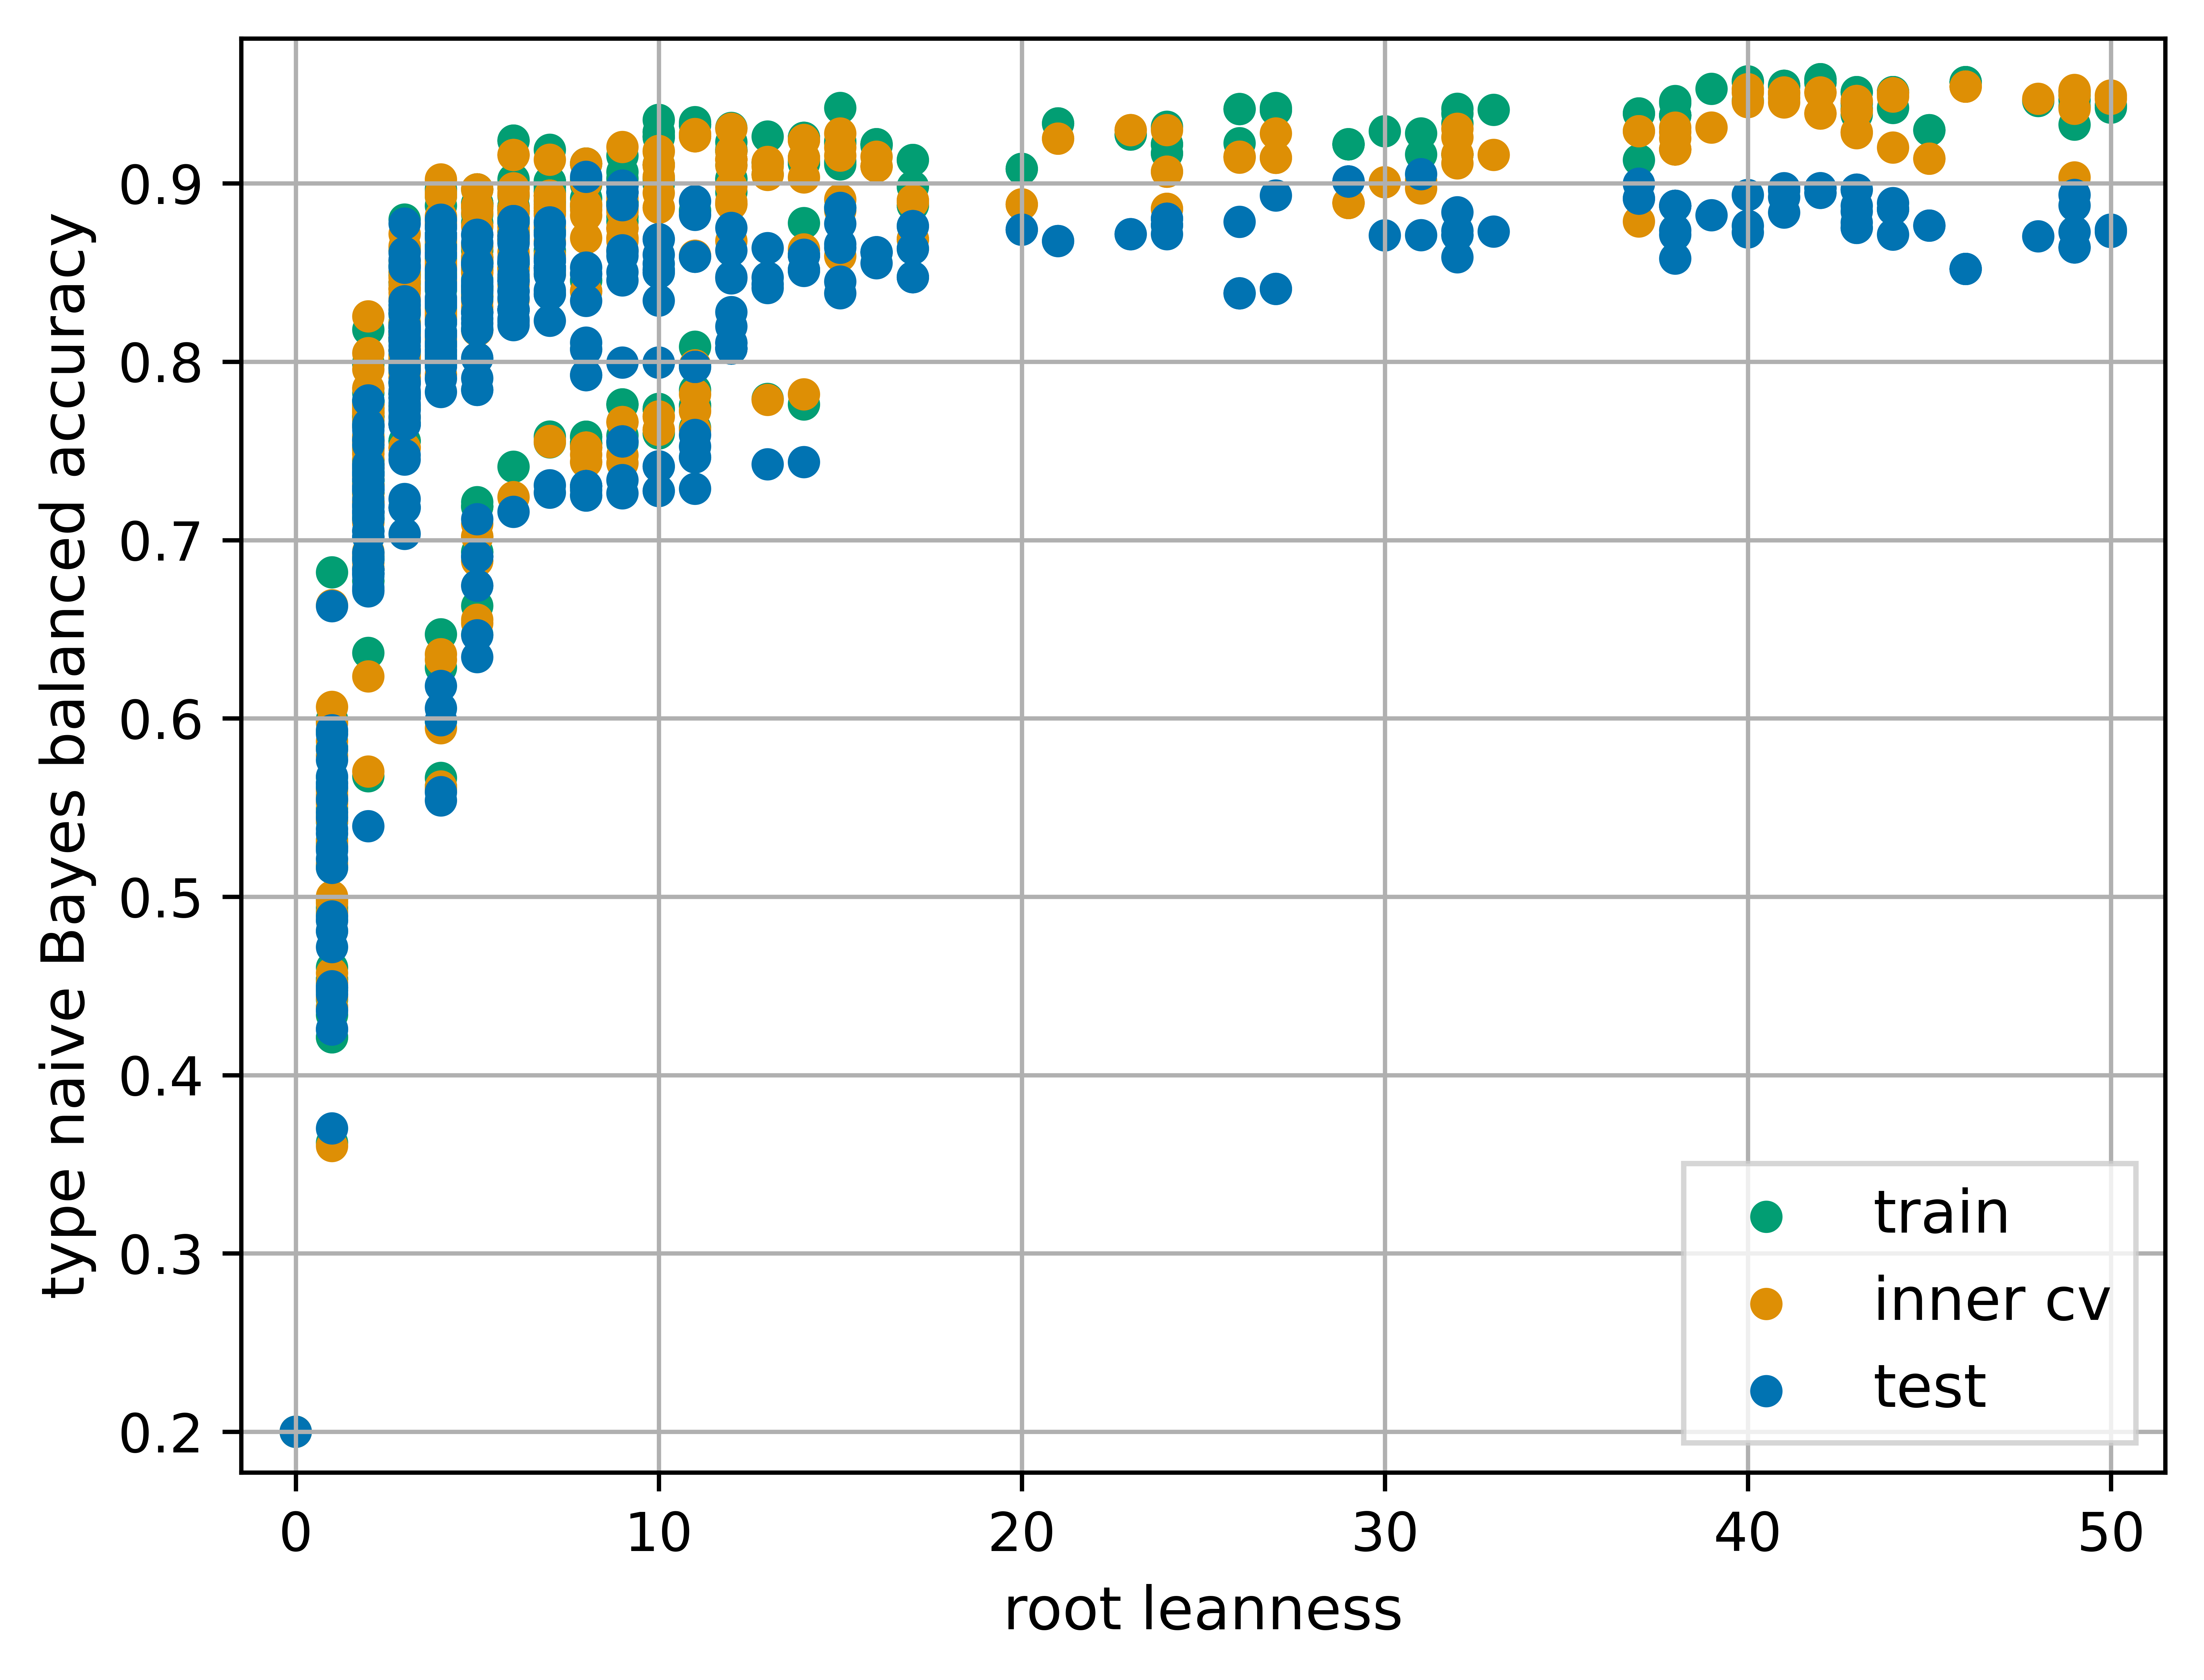 type naive Bayes balanced accuracy
0.9
0.8
0.7
0.6
0.5
0.4
0.3
0.2
0 10 20 30 40 50
root leanness
train
inner cv
test